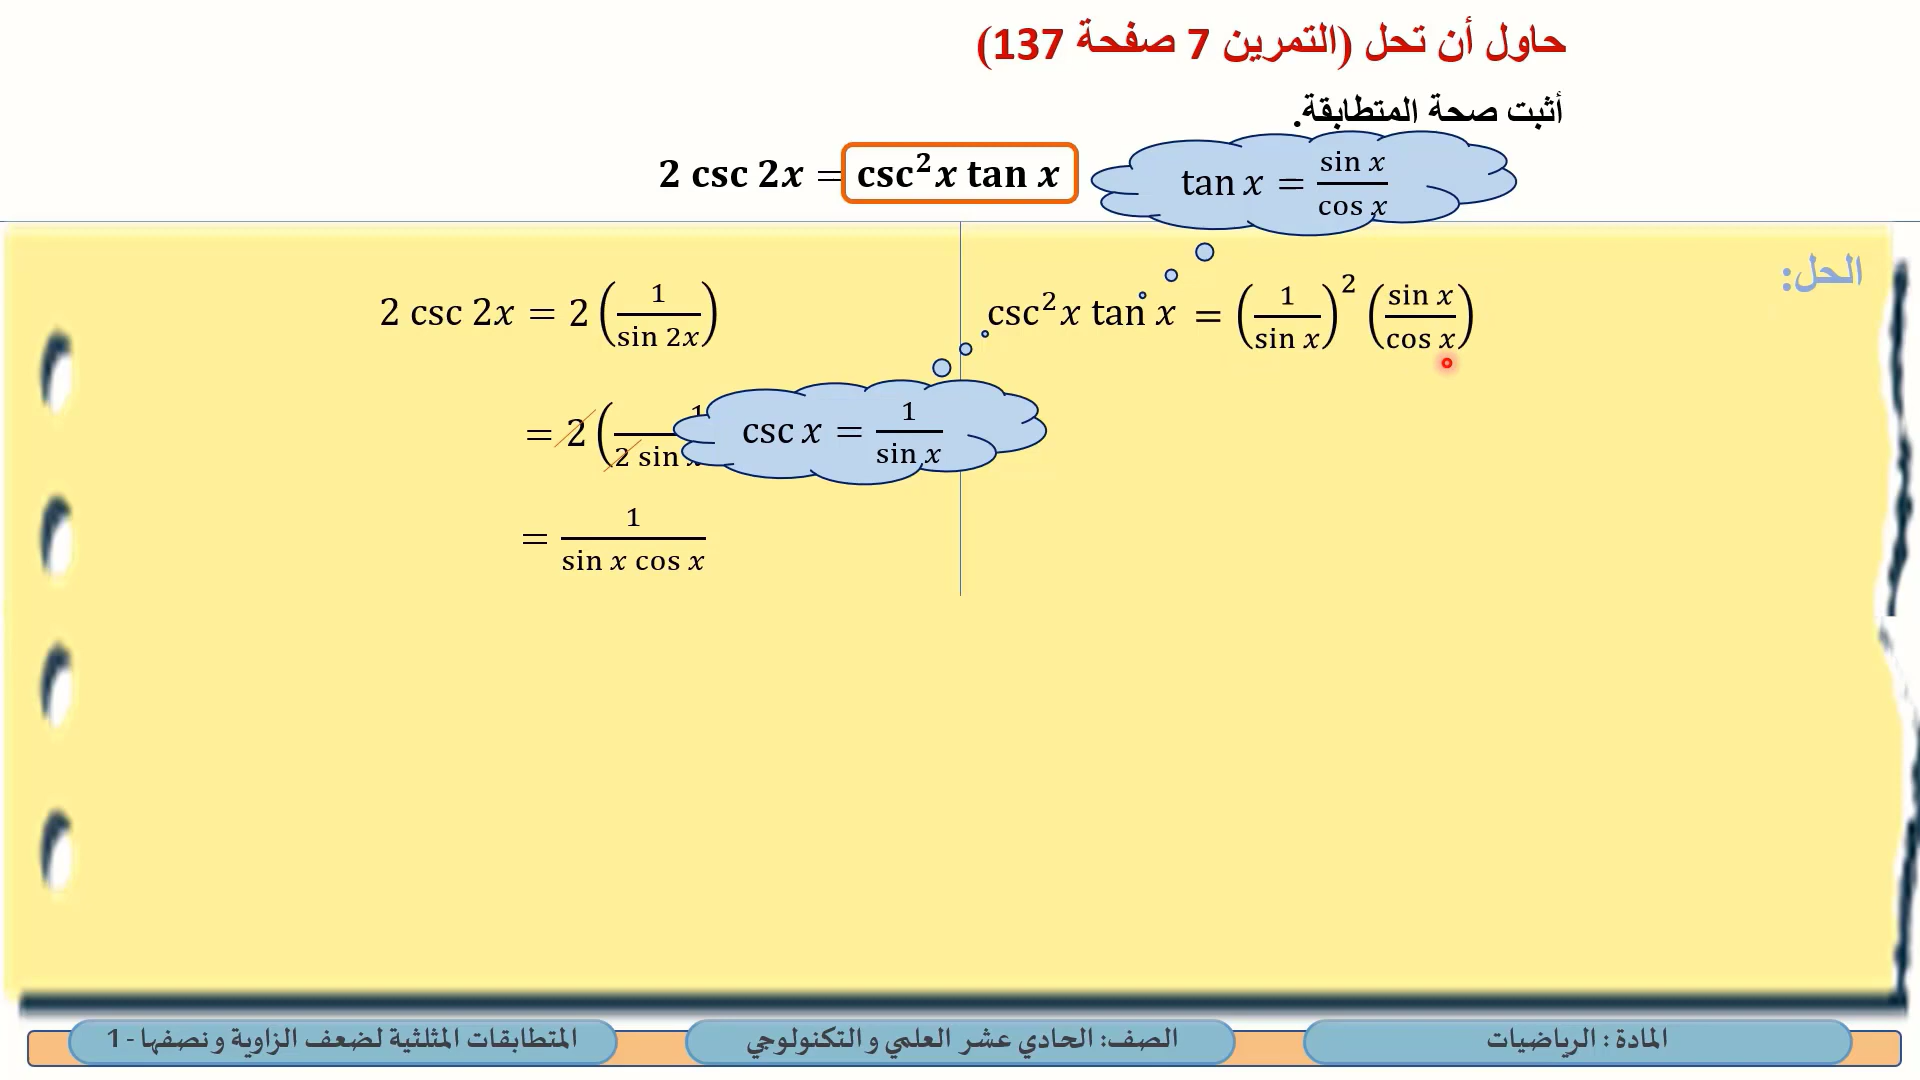 حاول أن تحل (التمرين 7 صفحة 137)
أثبت صحة المتطابقة.
2 csc 2x = csc²x tan x
tan x = sin x / cos x
الحل:
csc²x tan x = (1 / sin x)² (sin x / cos x)
2 csc 2x = 2 (1 / sin 2x)
= 2 (1 / 2 sin x
csc x = 1 / sin x
= 1 / sin x cos x
المادة : الرياضيات
الصف: الحادي عشر العلمي و التكنولوجي
المتطابقات المثلثية لضعف الزاوية و نصفها - 1